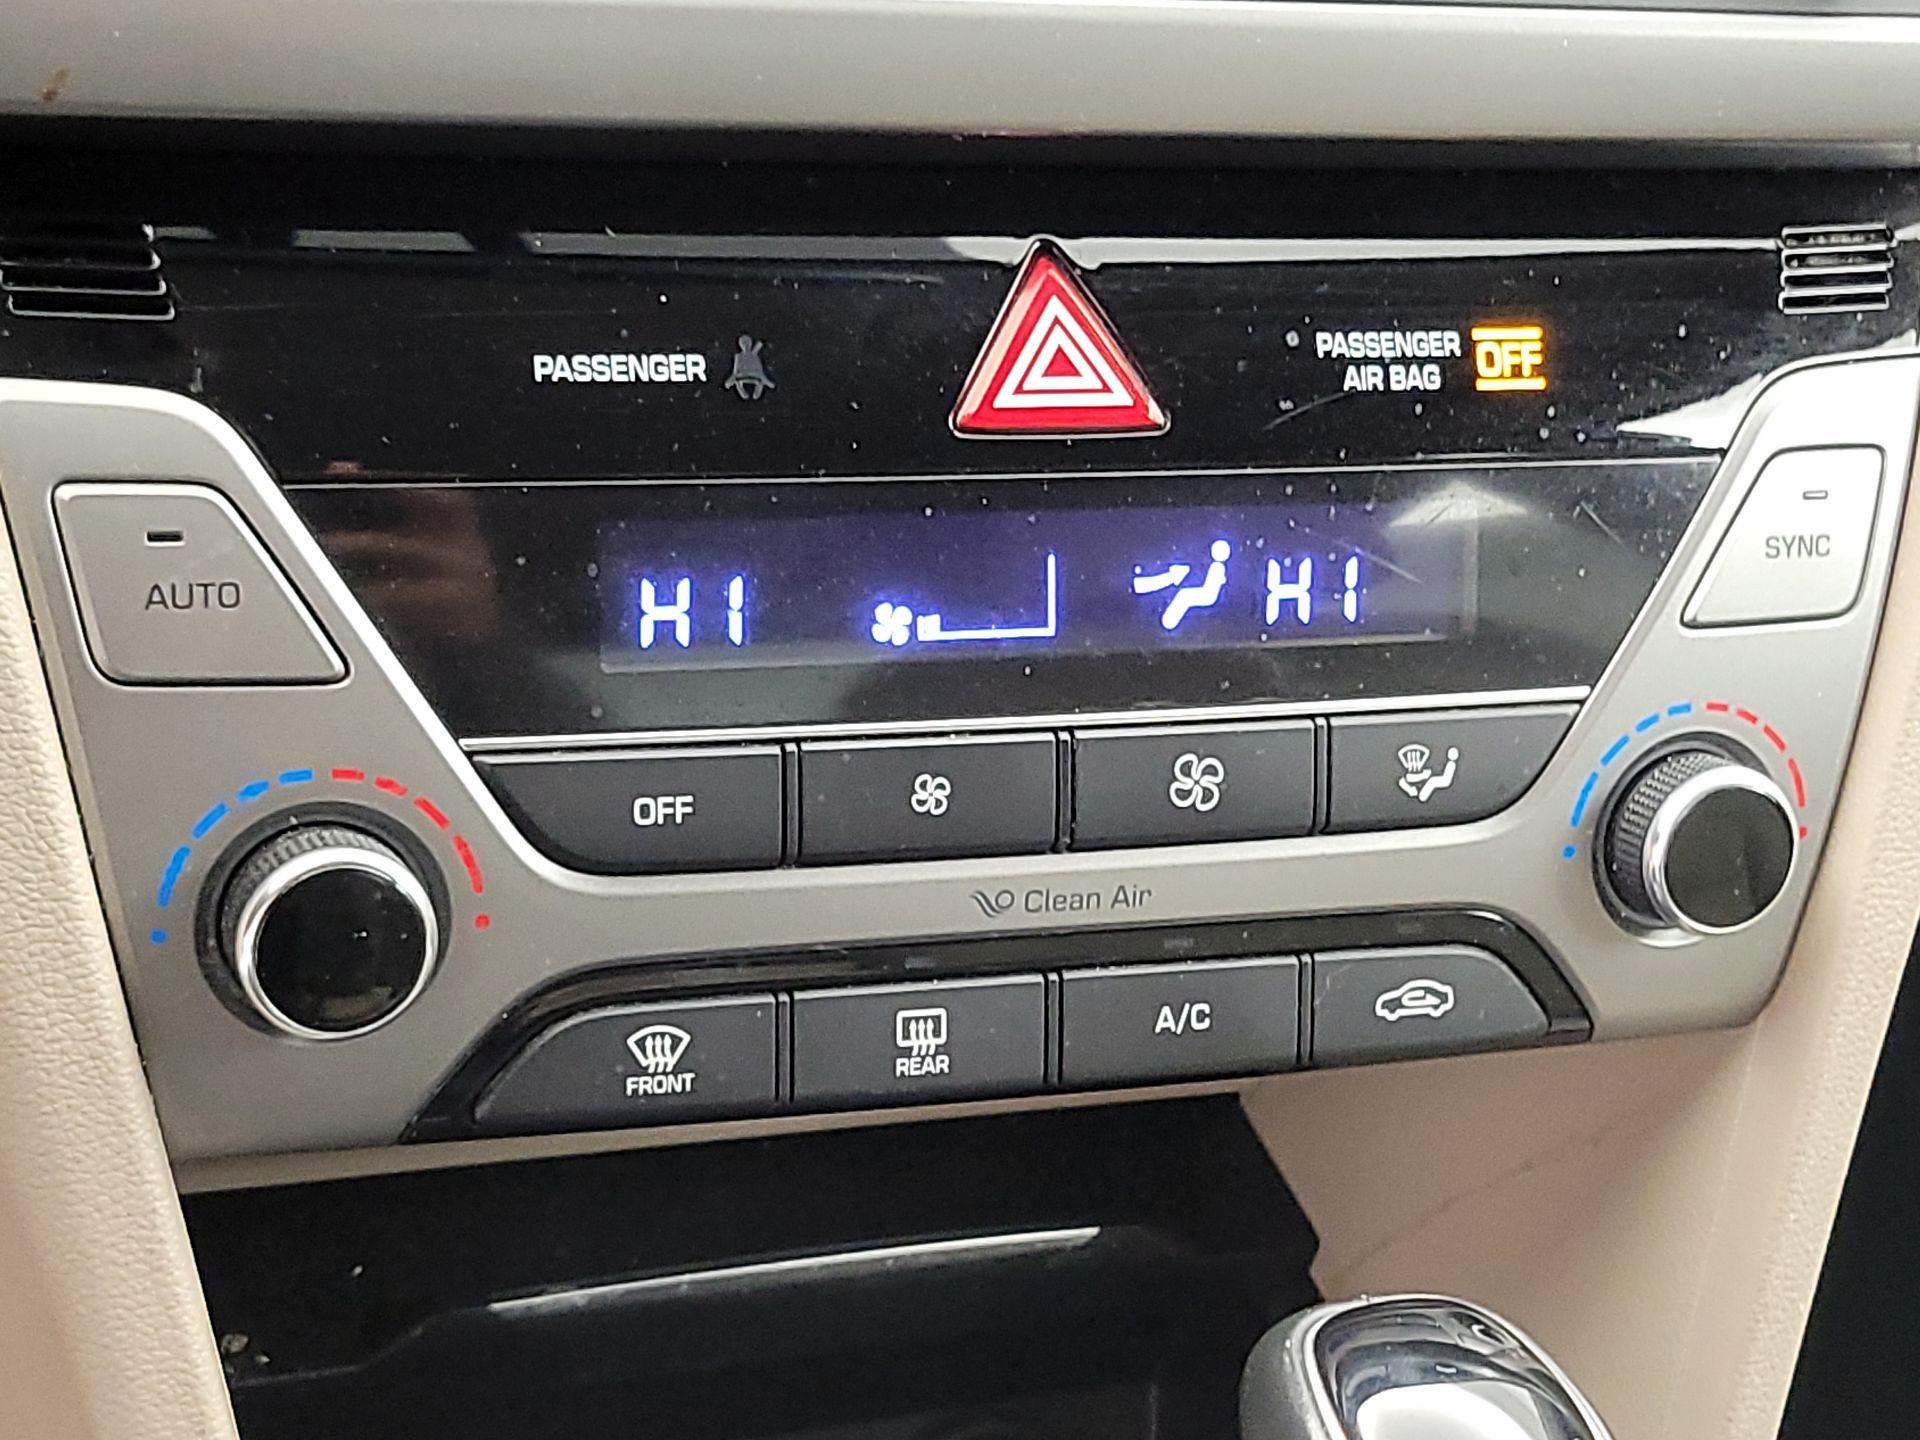 PASSENGER
PASSENGER
AIR BAG
OFF
AUTO
HI
HI
SYNC
OFF
Clean Air
FRONT
REAR
A/C